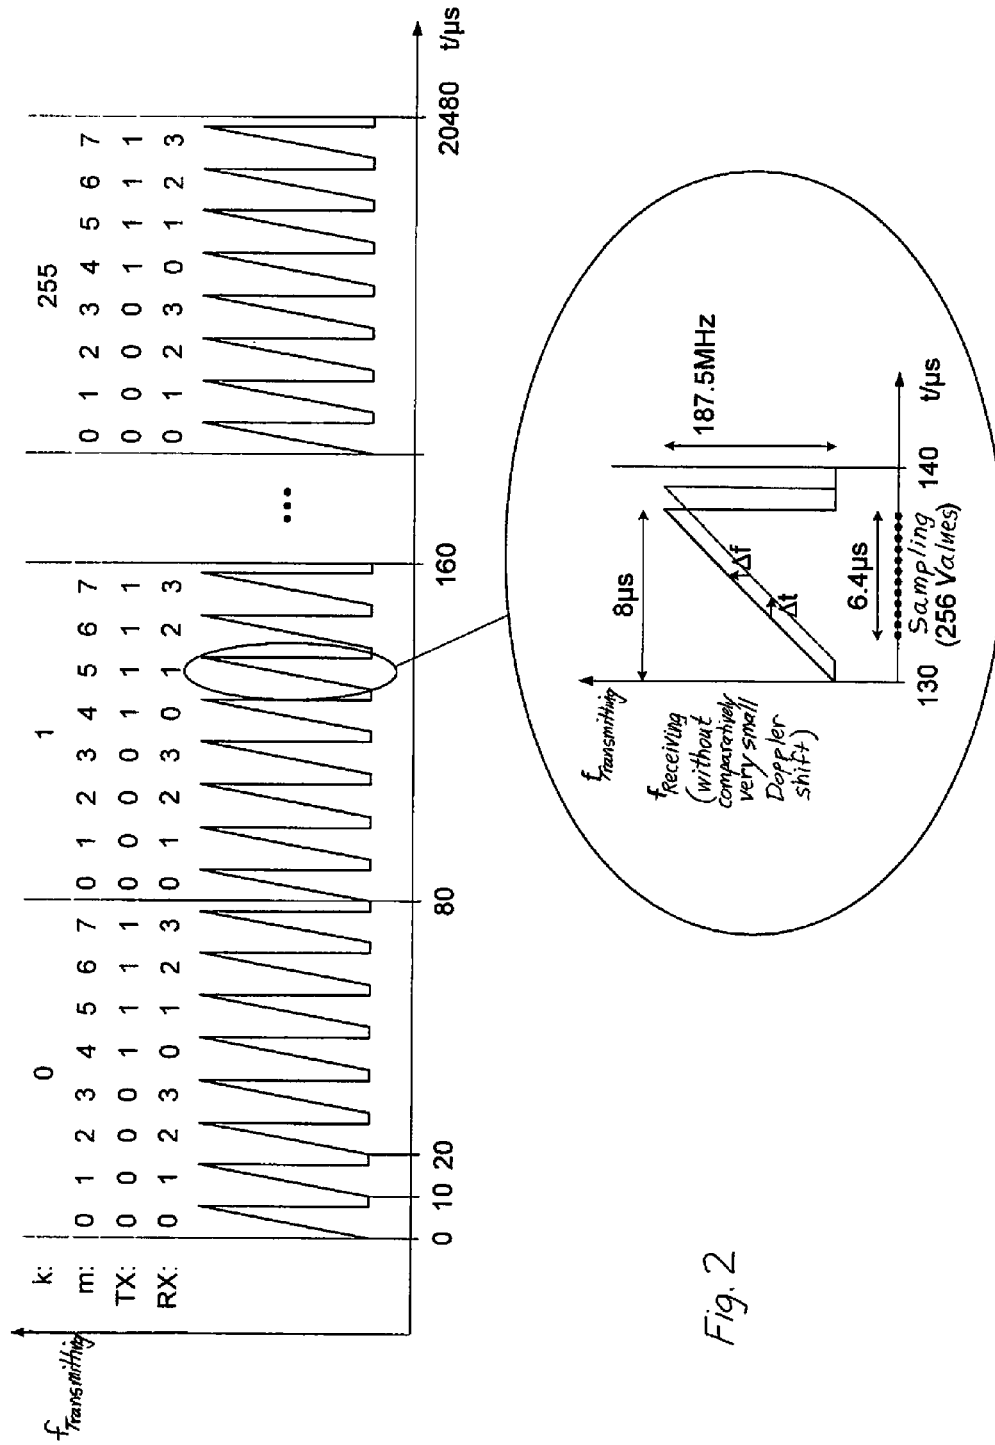 f Transmitting
k: 0 1 255
m: 0 1 2 3 4 5 6 7 0 1 2 3 4 5 6 7 0 1 2 3 4 5 6 7
TX: 0 0 0 0 1 1 1 1 0 0 0 0 1 1 1 1 0 0 0 0 1 1 1 1
RX: 0 1 2 3 0 1 2 3 0 1 2 3 0 1 2 3 0 1 2 3 0 1 2 3
...
0 10 20 80 160 20480 t/µs
f Transmitting
f Receiving
(without
comparatively
very small
Doppler
shift)
8µs
187.5MHz
Δt
Δf
6.4µs
130 140 t/µs
Sampling
(256 Values)
Fig. 2